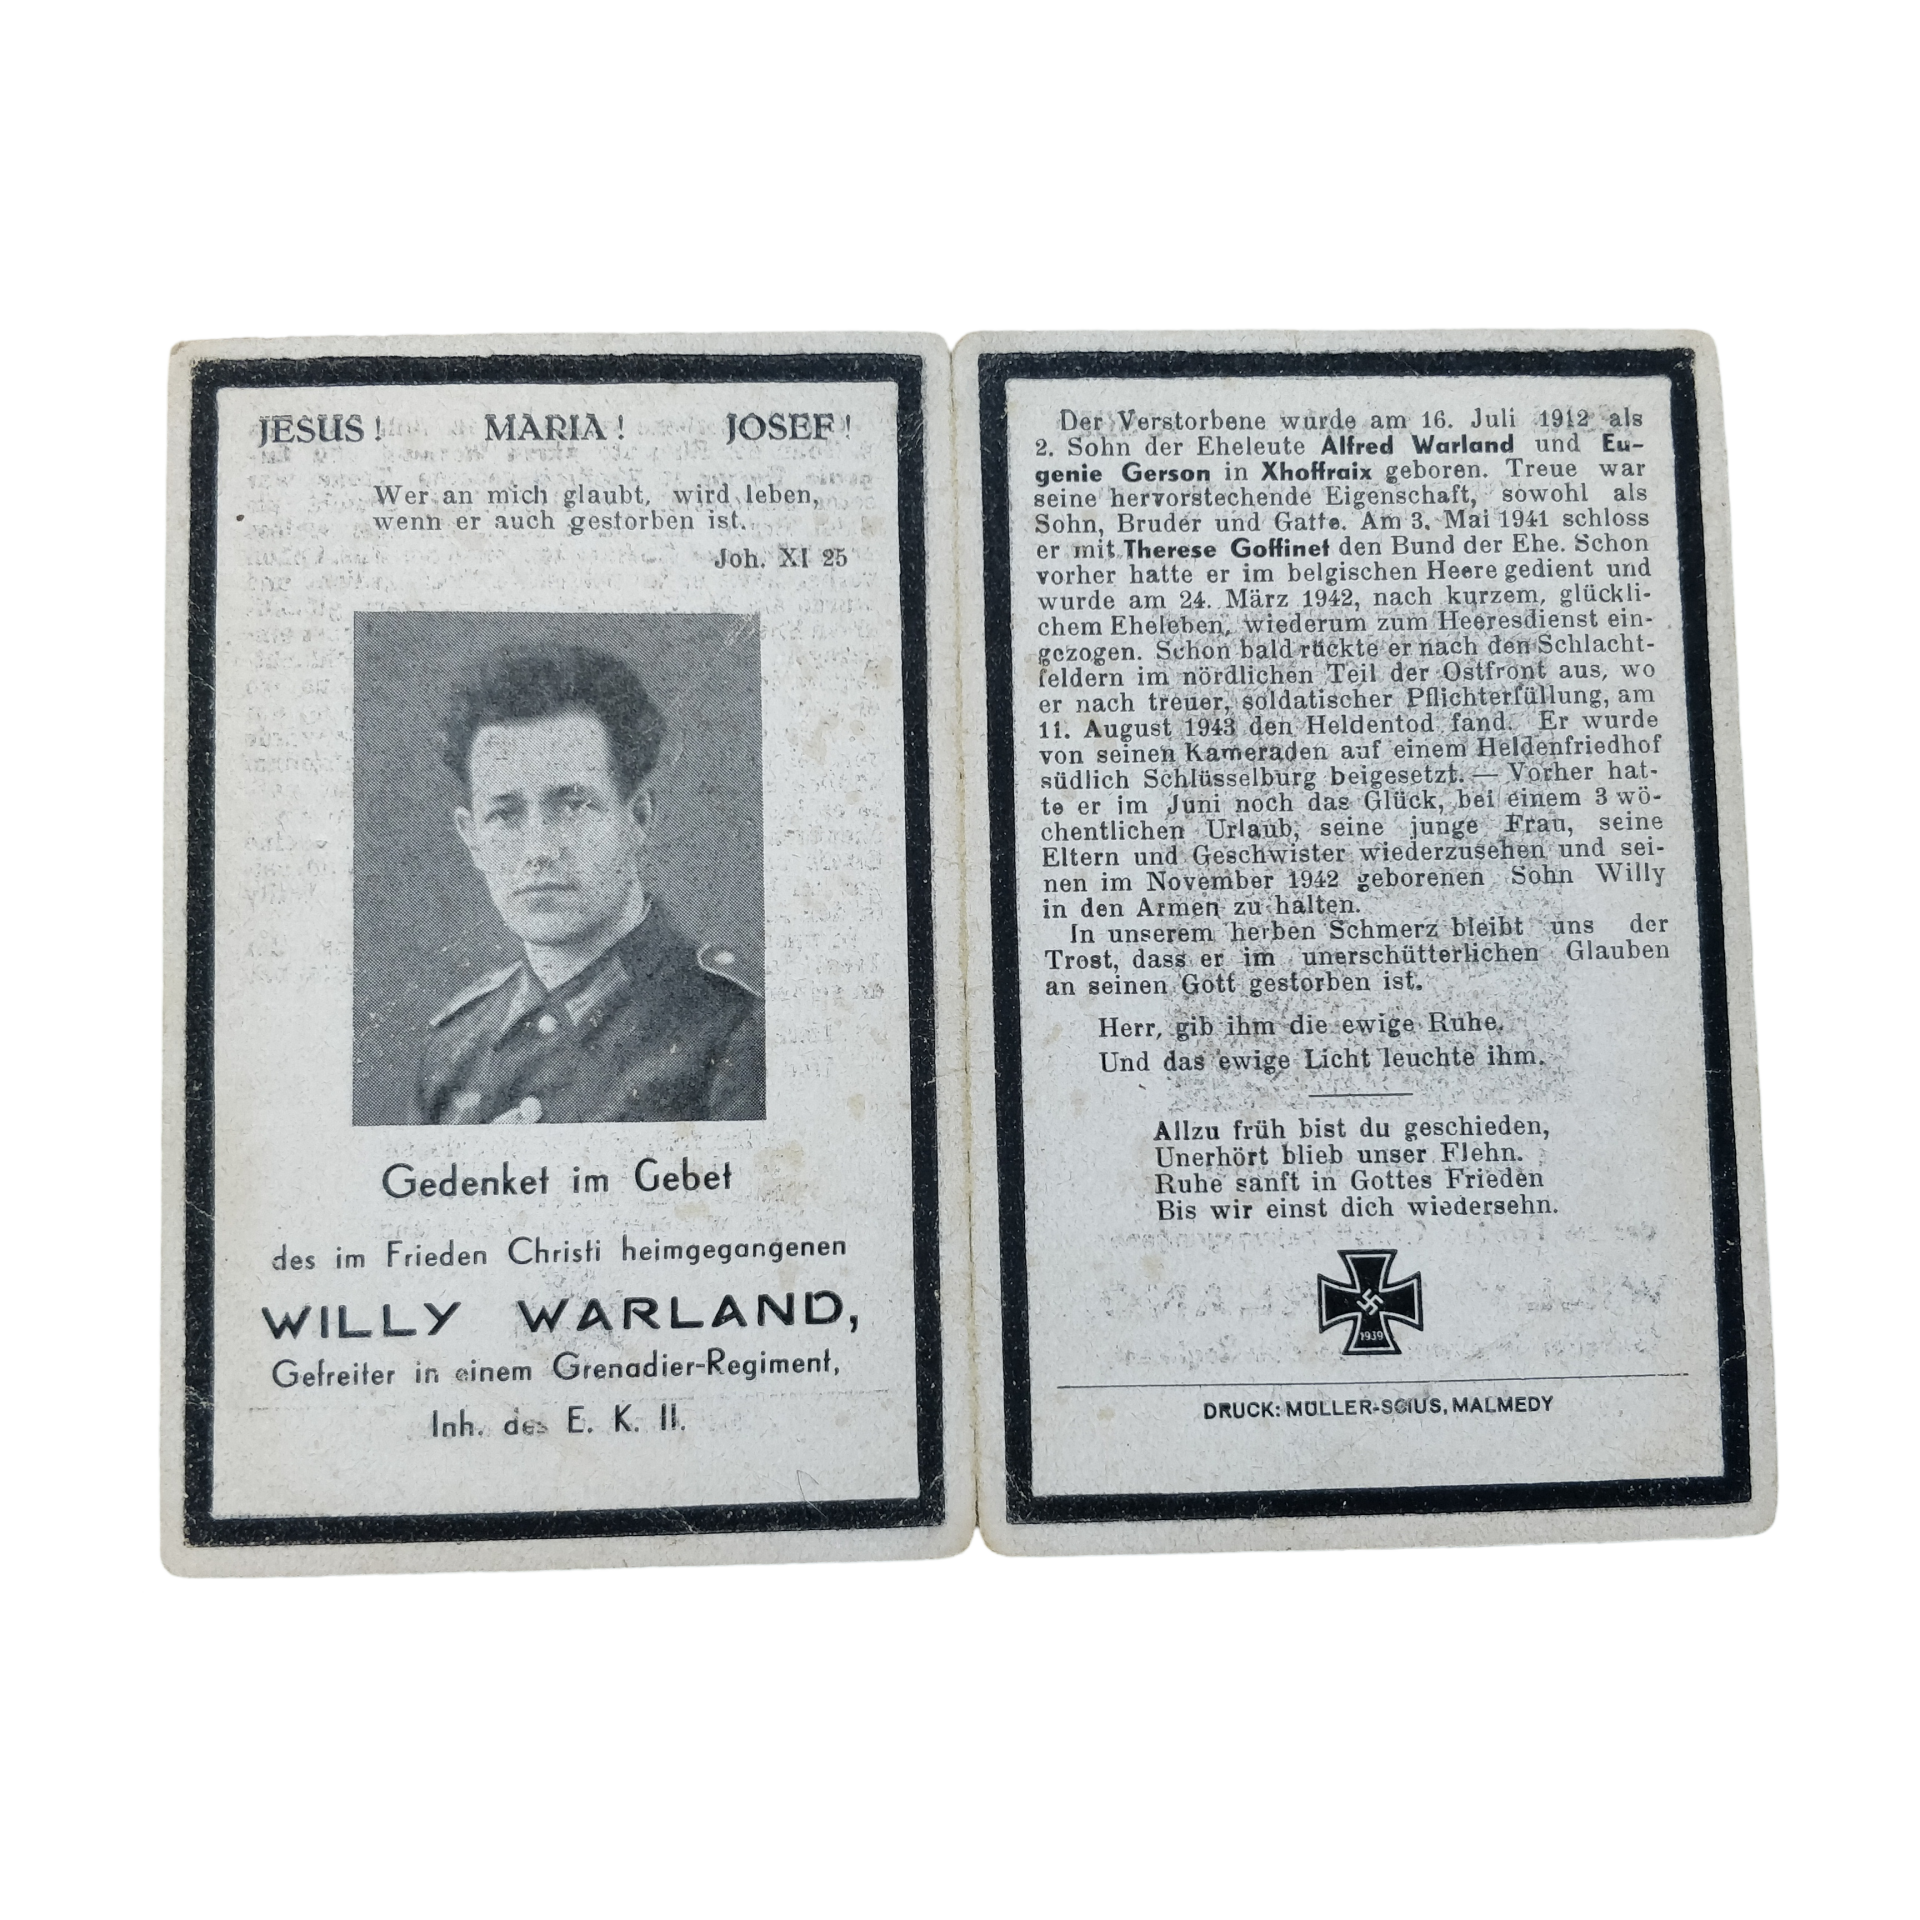 JESUS! MARIA! JOSEF!
Wer an mich glaubt, wird leben,
wenn er auch gestorben ist.
Joh. XI 25
Gedenket im Gebet
des im Frieden Christi heimgegangenen
WILLY WARLAND,
Gefreiter in einem Grenadier-Regiment,
Inh. des E. K. II.
Der Verstorbene wurde am 16. Juli 1912 als
2. Sohn der Eheleute Alfred Warland und Eu-
genie Gerson in Xhoffraix geboren. Treue war
seine hervorstechende Eigenschaft, sowohl als
Sohn, Bruder und Gatte. Am 3. Mai 1941 schloss
er mit Therese Goffinet den Bund der Ehe. Schon
vorher hatte er im belgischen Heere gedient und
wurde am 24. März 1942, nach kurzem, glückli-
chem Eheleben, wiederum zum Heeresdienst ein-
gezogen. Schon bald rückte er nach den Schlacht-
feldern im nördlichen Teil der Ostfront aus, wo
er nach treuer, soldatischer Pflichterfüllung, am
11. August 1943 den Heldentod fand. Er wurde
von seinen Kameraden auf einem Heldenfriedhof
südlich Schlüsselburg beigesetzt. — Vorher hat-
te er im Juni noch das Glück, bei einem 3 wö-
chentlichen Urlaub, seine junge Frau, seine
Eltern und Geschwister wiederzusehen und sei-
nen im November 1942 geborenen Sohn Willy
in den Armen zu halten.
In unserem herben Schmerz bleibt uns der
Trost, dass er im unerschütterlichen Glauben
an seinen Gott gestorben ist.
Herr, gib ihm die ewige Ruhe.
Und das ewige Licht leuchte ihm.
Allzu früh bist du geschieden,
Unerhört blieb unser Flehn.
Ruhe sanft in Gottes Frieden
Bis wir einst dich wiedersehn.
1939
DRUCK: MÜLLER-SCIUS, MALMEDY